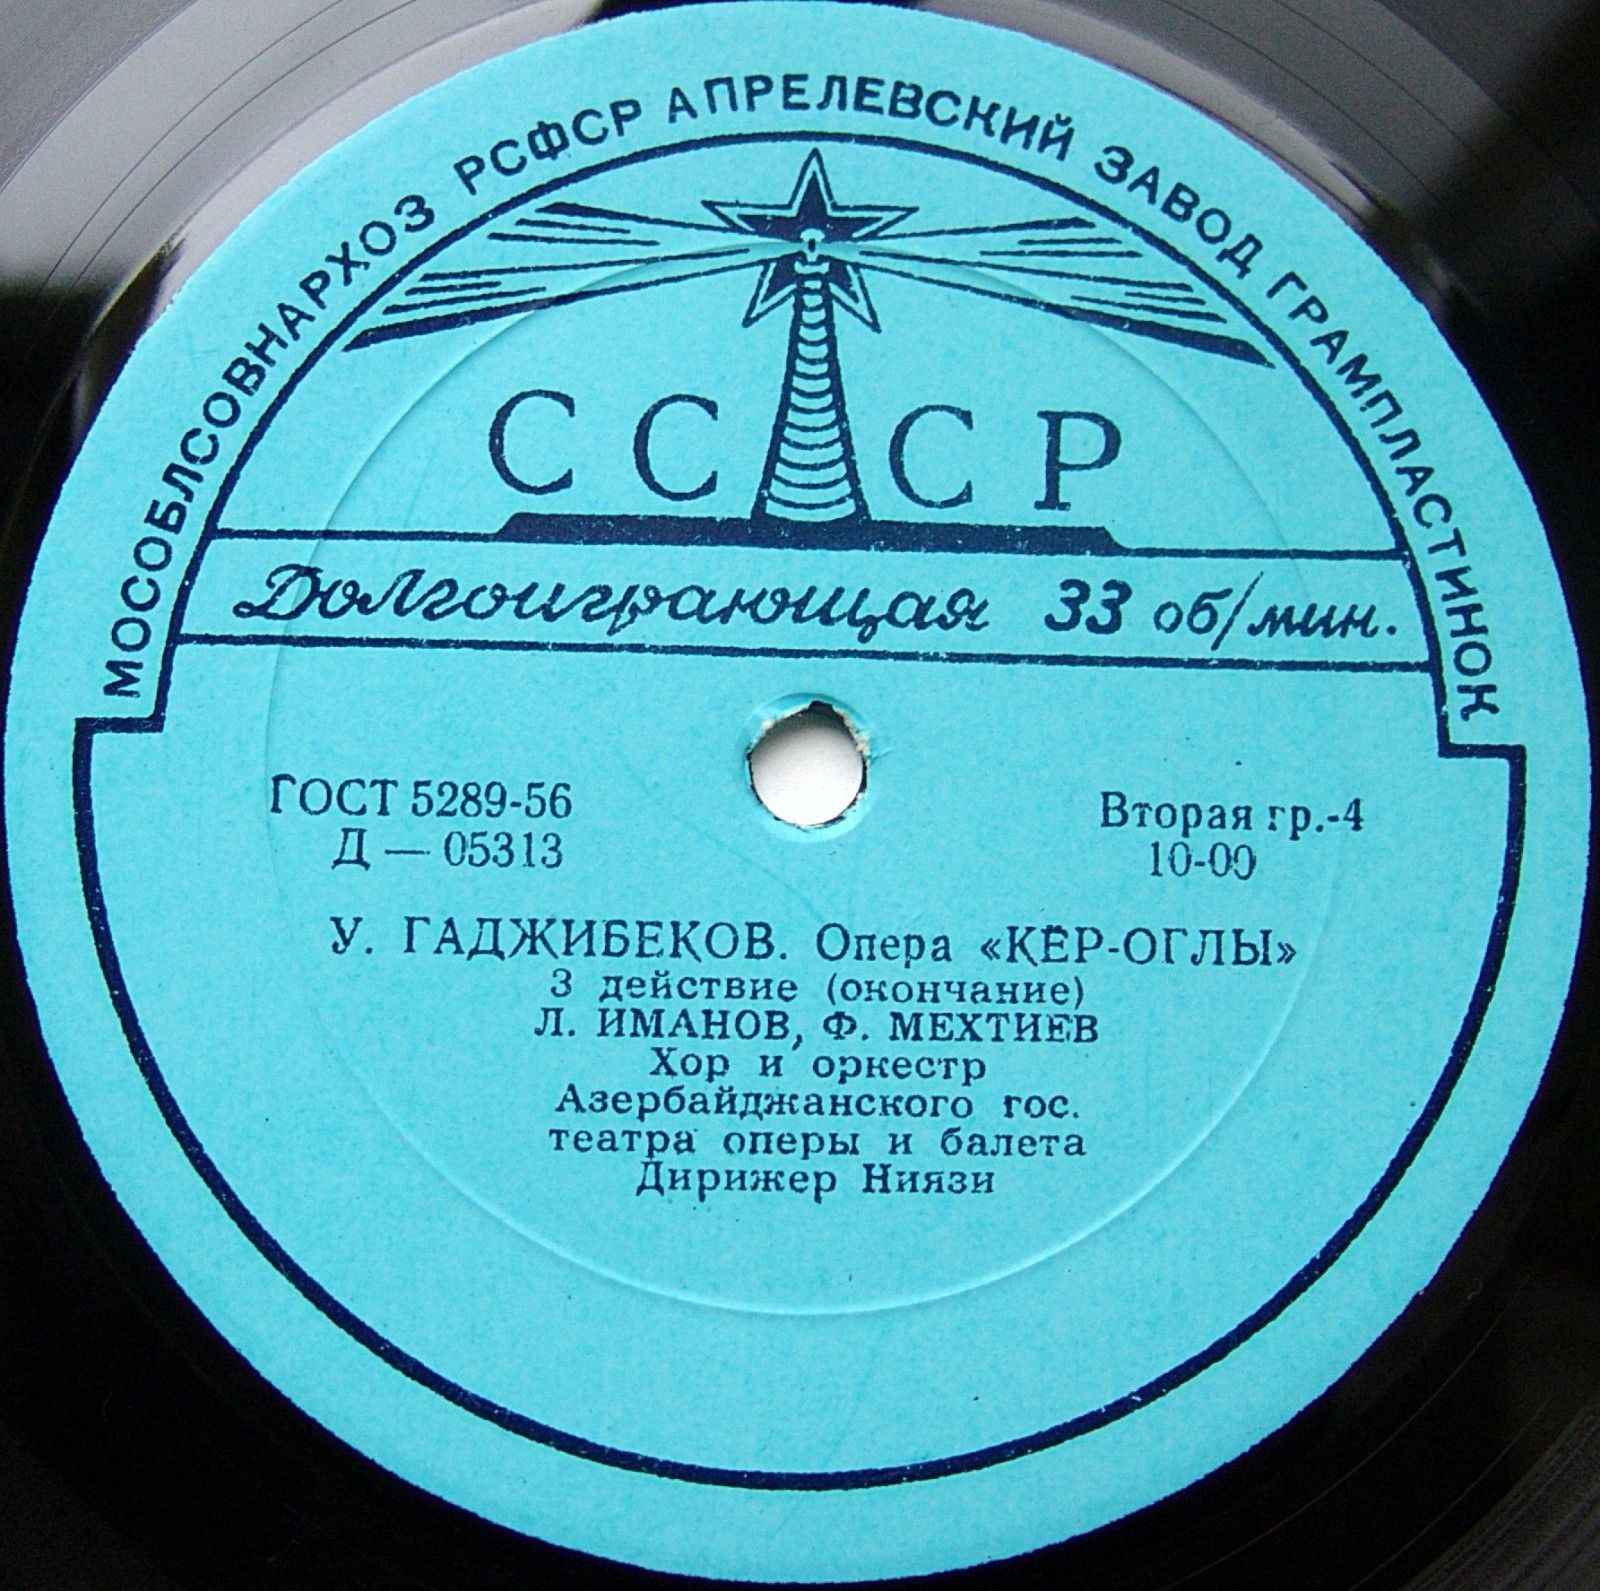 МОСОБЛСОВНАРХОЗ РСФСР АПРЕЛЕВСКИЙ ЗАВОД ГРАМПЛАСТИНОК
СССР
Долгоиграющая 33 об/мин.
ГОСТ 5289-56
Д — 05313
Вторая гр.-4
10-00
У. ГАДЖИБЕКОВ. Опера «КЁР-ОГЛЫ»
3 действие (окончание)
Л. ИМАНОВ, Ф. МЕХТИЕВ
Хор и оркестр
Азербайджанского гос.
театра оперы и балета
Дирижер Ниязи